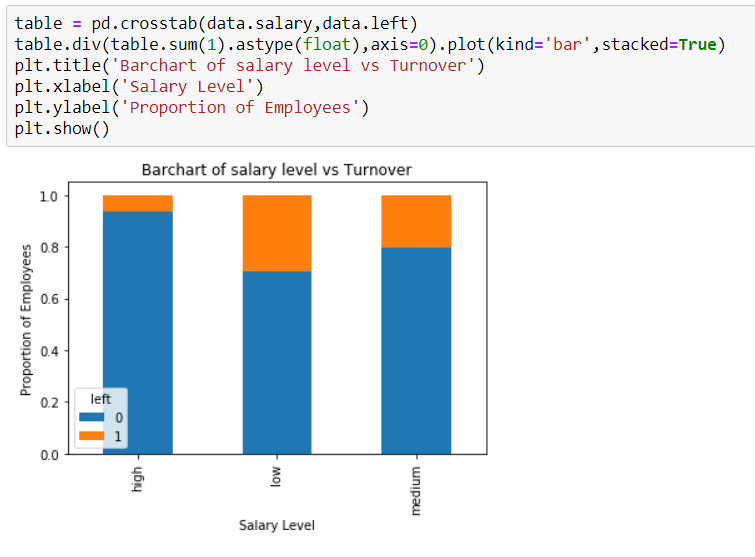 table = pd.crosstab(data.salary,data.left)
table.div(table.sum(1).astype(float),axis=0).plot(kind='bar',stacked=True)
plt.title('Barchart of salary level vs Turnover')
plt.xlabel('Salary Level')
plt.ylabel('Proportion of Employees')
plt.show()
Barchart of salary level vs Turnover
Proportion of Employees
1.0
0.8
0.6
0.4
0.2
0.0
left
0
1
high
low
medium
Salary Level